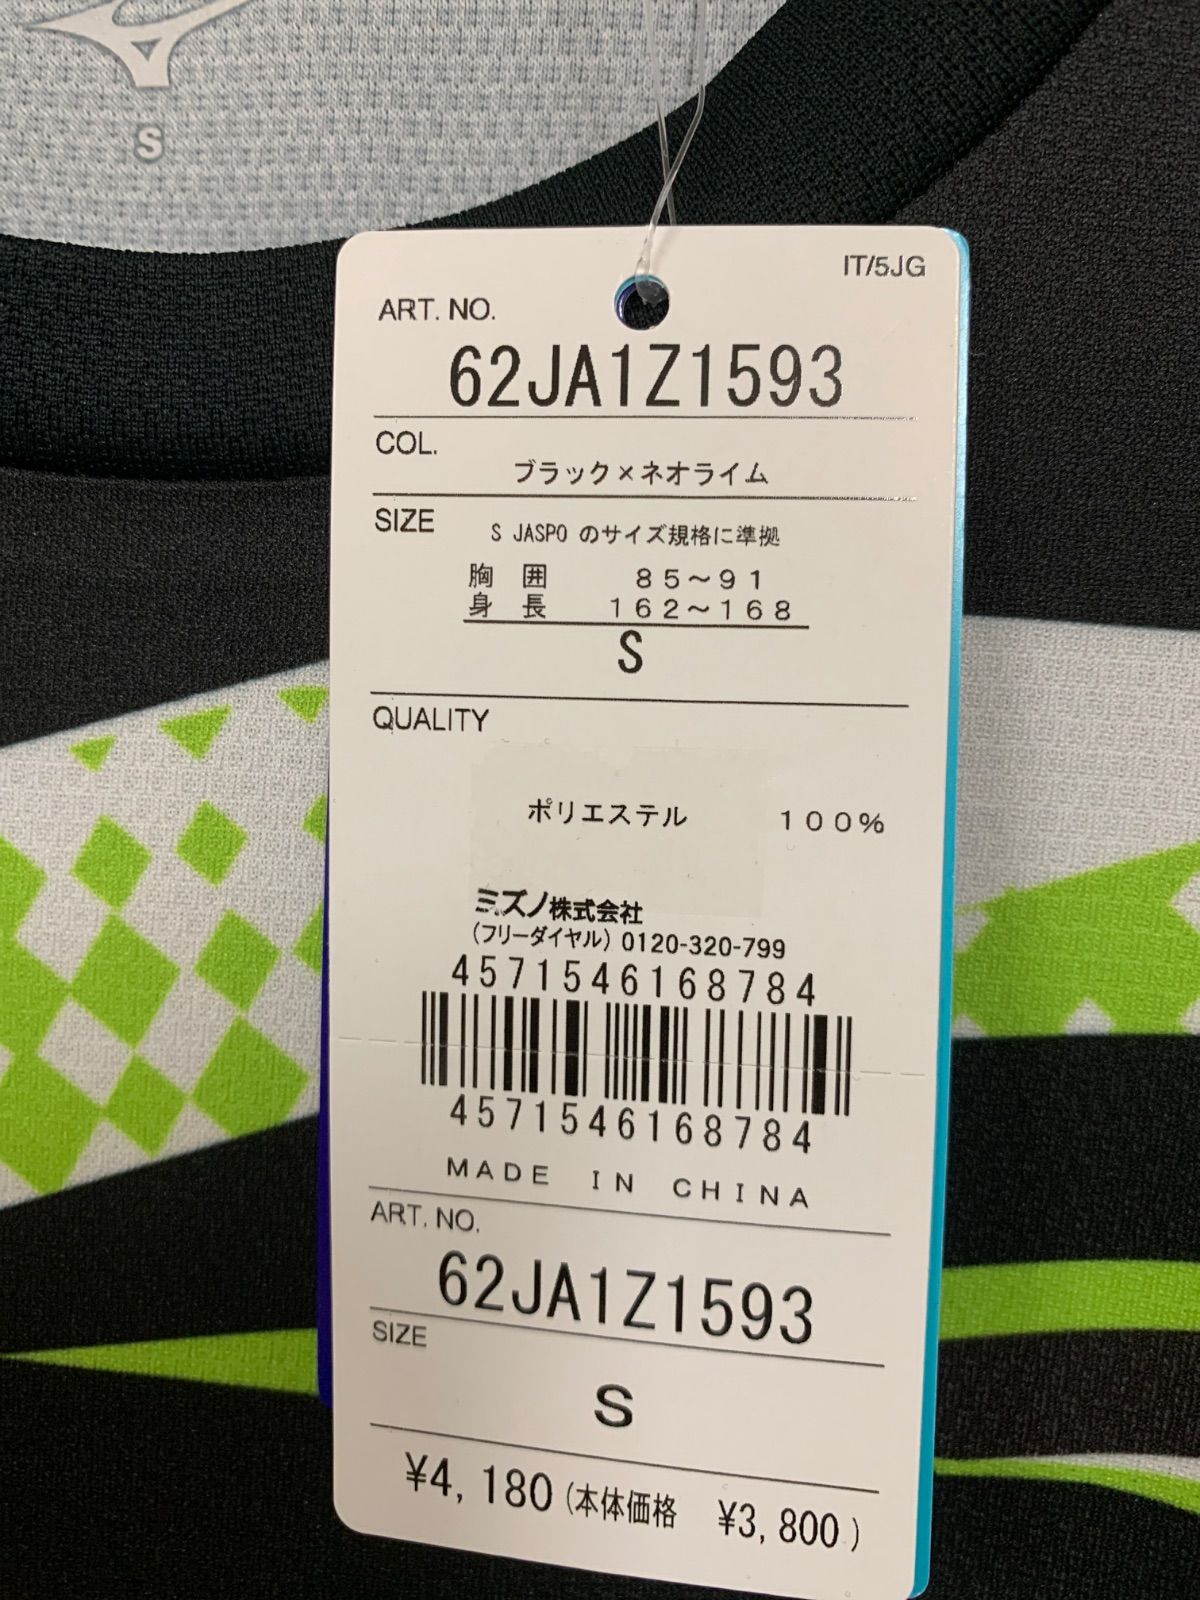 S
IT/5JG
ART. NO.
62JA1Z1593
COL.
ブラック×ネオライム
SIZE
S JASPO のサイズ規格に準拠
胸 囲 85~91
身 長 162~168
S
QUALITY
ポリエステル 100%
ミズノ株式会社
(フリーダイヤル) 0120-320-799
4571546168784
4571546168784
MADE IN CHINA
ART. NO.
62JA1Z1593
SIZE
S
¥4,180(本体価格 ¥3,800)